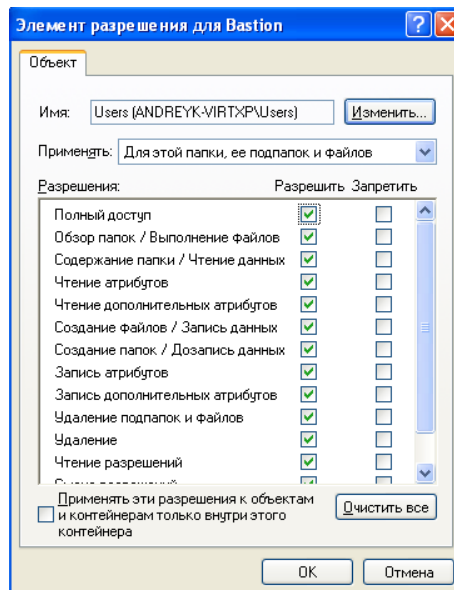 Элемент разрешения для Bastion
Объект
Имя: Users (ANDREYK-VIRTXP\Users) Изменить...
Применять: Для этой папки, ее подпапок и файлов
Разрешения: Разрешить Запретить
Полный доступ
Обзор папок / Выполнение файлов
Содержание папки / Чтение данных
Чтение атрибутов
Чтение дополнительных атрибутов
Создание файлов / Запись данных
Создание папок / Дозапись данных
Запись атрибутов
Запись дополнительных атрибутов
Удаление подпапок и файлов
Удаление
Чтение разрешений
Применять эти разрешения к объектам
и контейнерам только внутри этого
контейнера
Очистить все
OK Отмена